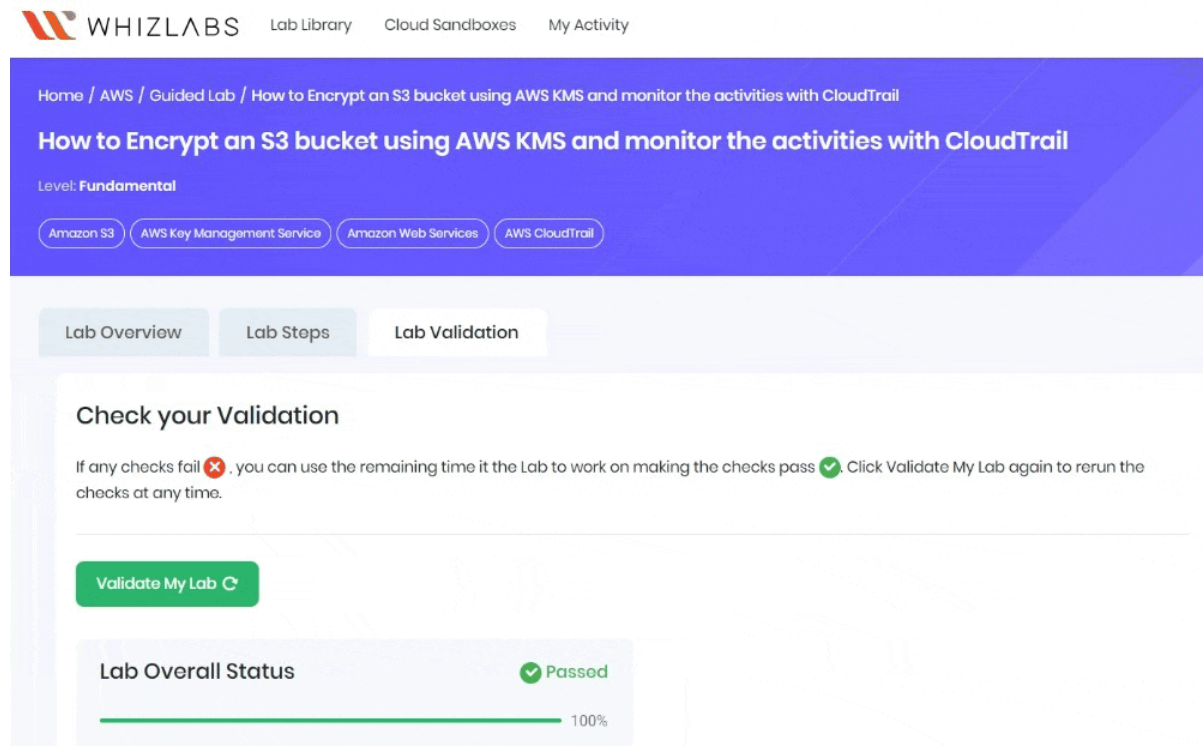 WHIZLABS Lab Library Cloud Sandboxes My Activity
Home / AWS / Guided Lab / How to Encrypt an S3 bucket using AWS KMS and monitor the activities with CloudTrail
How to Encrypt an S3 bucket using AWS KMS and monitor the activities with CloudTrail
Level: Fundamental
Amazon S3 AWS Key Management Service Amazon Web Services AWS CloudTrail
Lab Overview Lab Steps Lab Validation
Check your Validation
If any checks fail , you can use the remaining time it the Lab to work on making the checks pass . Click Validate My Lab again to rerun the
checks at any time.
Validate My Lab
Lab Overall Status Passed
100%